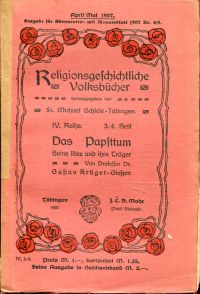 April/Mai 1907.
Ausgabe für Abonnenten: mit Monatsblatt 1907 Nr. 4/5.
Religionsgeschichtliche
Volksbücher
herausgegeben von
Fr. Michael Schiele-Tübingen.
IV. Reihe. 3./4. Heft
Das Papsttum
Seine Idee und ihre Träger
Von Professor Dr.
Gustav Krüger-Gießen
Tübingen J. C. B. Mohr
1907 (Paul Siebeck)
IV, 3/4.
Preis M. 1.—, kartoniert M. 1.25,
Feine Ausgabe in Geschenkband M. 2.—.